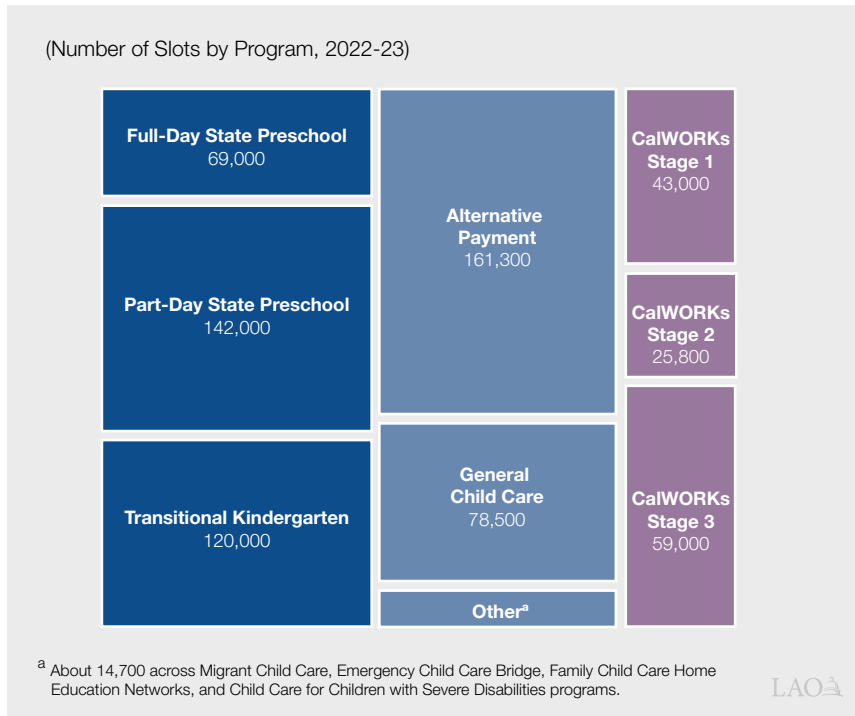 (Number of Slots by Program, 2022-23)
Full-Day State Preschool
69,000
Part-Day State Preschool
142,000
Transitional Kindergarten
120,000
Alternative
Payment
161,300
General
Child Care
78,500
Otherᵃ
CalWORKs
Stage 1
43,000
CalWORKs
Stage 2
25,800
CalWORKs
Stage 3
59,000
ᵃ About 14,700 across Migrant Child Care, Emergency Child Care Bridge, Family Child Care Home
Education Networks, and Child Care for Children with Severe Disabilities programs.
LAO